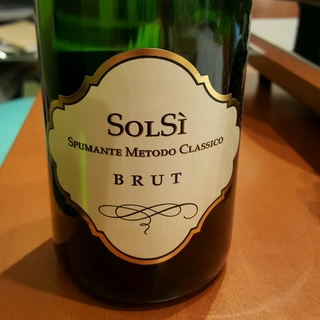 SOLSÌ
SPUMANTE METODO CLASSICO
BRUT